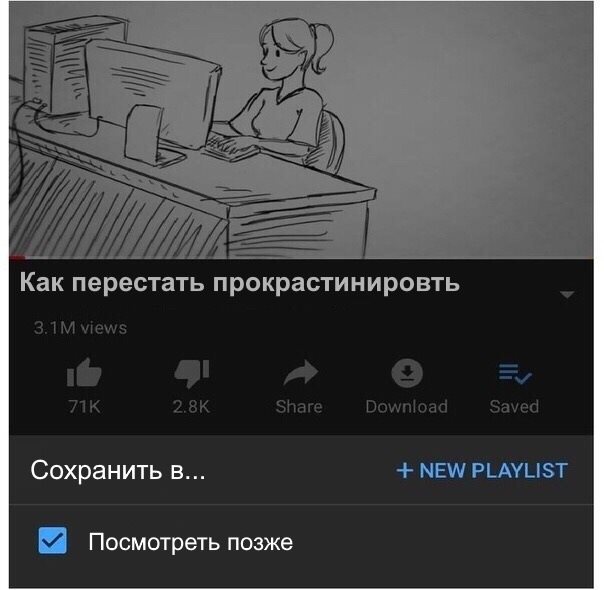 Как перестать прокрастинировть
3.1M views
71K 2.8K Share Download Saved
Сохранить в... + NEW PLAYLIST
Посмотреть позже